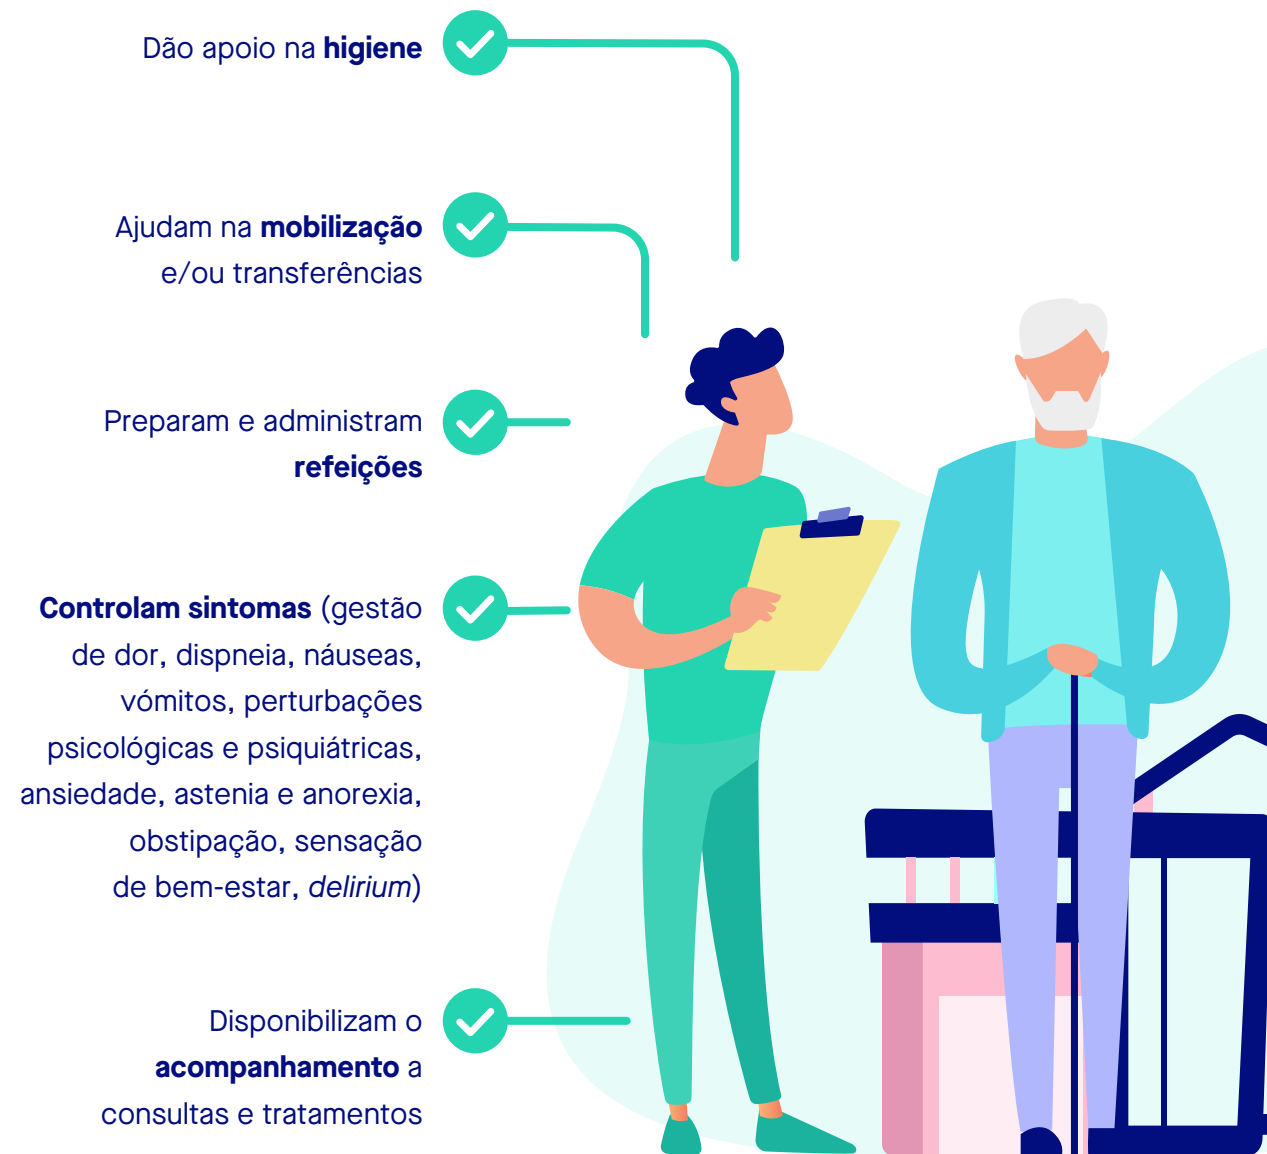 Dão apoio na higiene
Ajudam na mobilização
e/ou transferências
Preparam e administram
refeições
Controlam sintomas (gestão
de dor, dispneia, náuseas,
vómitos, perturbações
psicológicas e psiquiátricas,
ansiedade, astenia e anorexia,
obstipação, sensação
de bem-estar, delirium)
Disponibilizam o
acompanhamento a
consultas e tratamentos